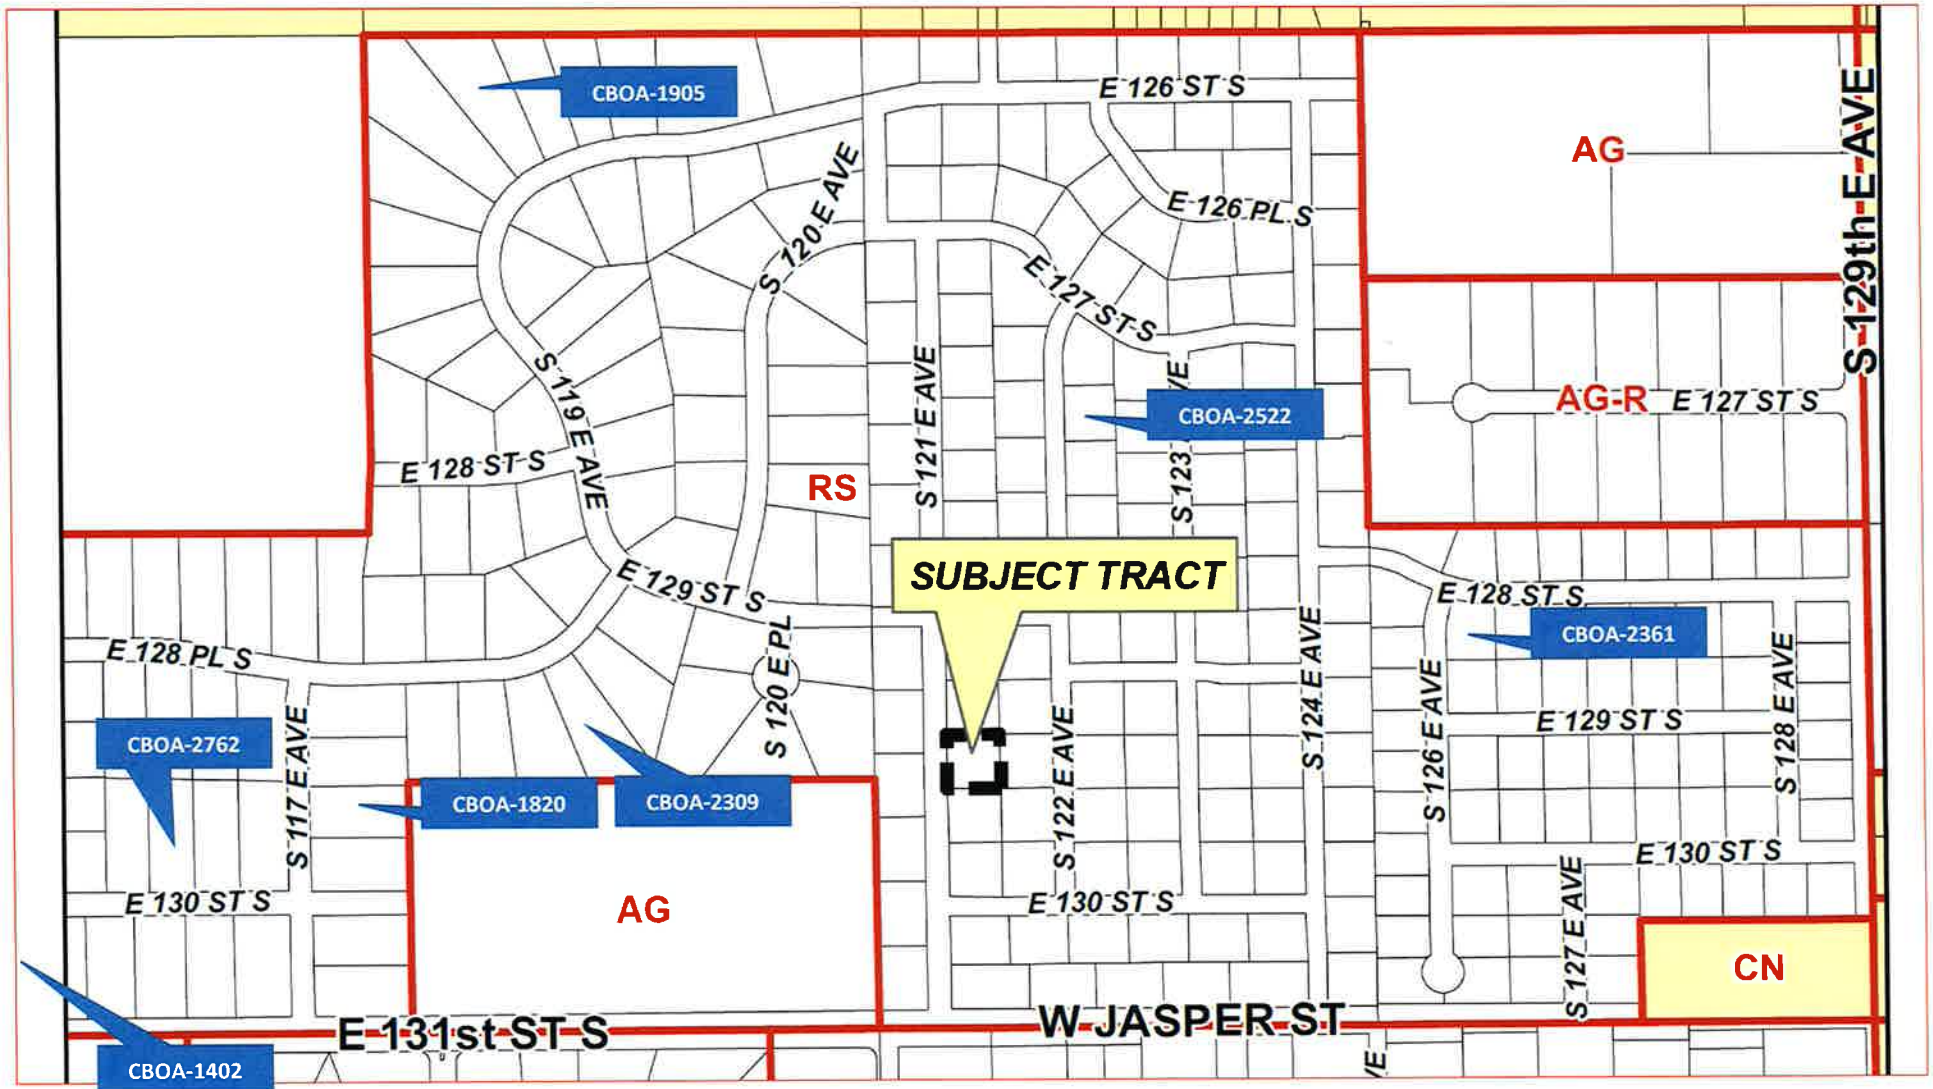 CBOA-1905
E 126 ST S
AG
S 129th E AVE
S 120 E AVE
E 126 PL S
E 127 ST S
S 119 E AVE
S 121 E AVE
S 123 E AVE
CBOA-2522
AG-R
E 127 ST S
E 128 ST S
RS
SUBJECT TRACT
E 129 ST S
E 128 ST S
CBOA-2361
E 128 PL S
S 120 E PL
S 124 E AVE
S 126 E AVE
S 128 E AVE
E 129 ST S
CBOA-2762
S 117 E AVE
S 122 E AVE
CBOA-1820
CBOA-2309
E 130 ST S
E 130 ST S
AG
E 130 ST S
S 127 E AVE
CN
E 131st ST S
W JASPER ST
CBOA-1402
VE